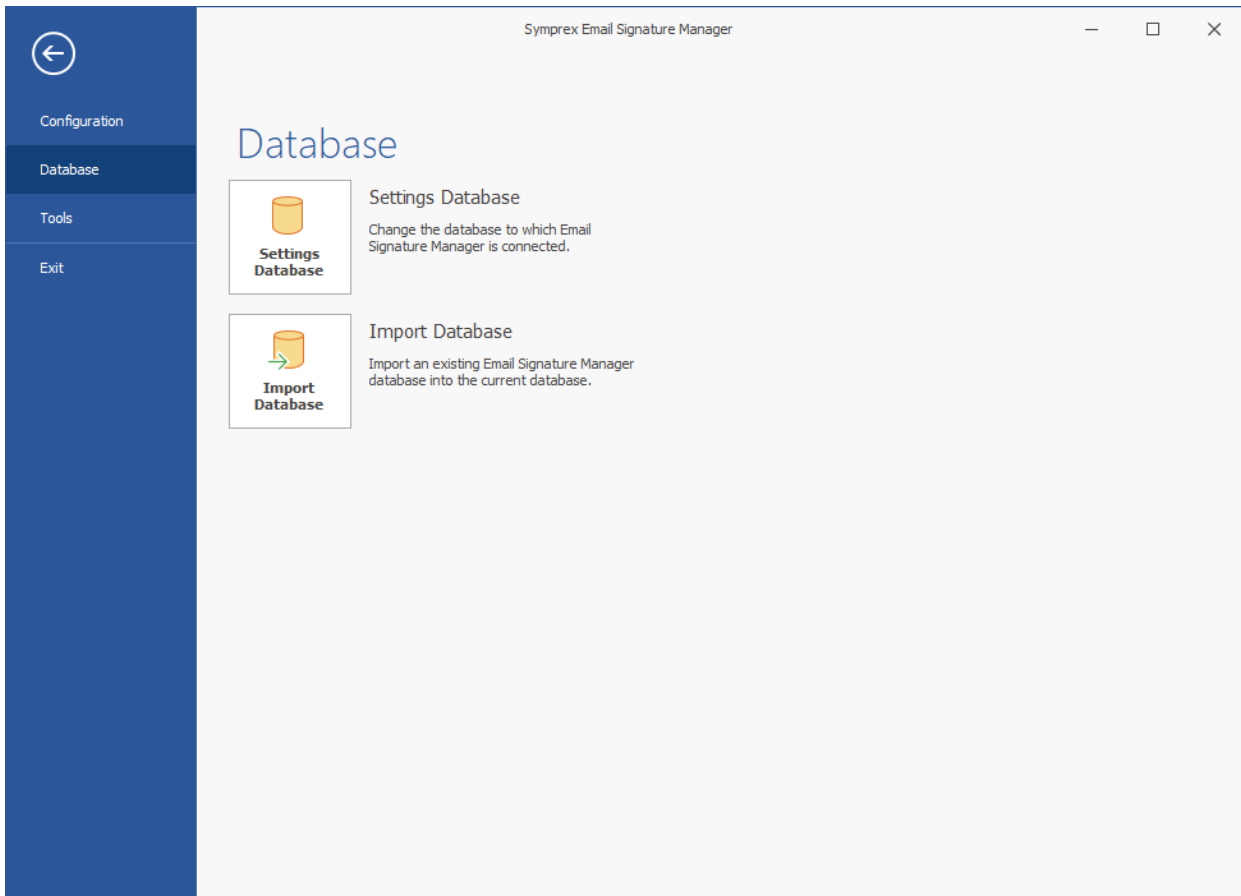 Symprex Email Signature Manager
Configuration
Database
Tools
Exit
Database
Settings
Database
Settings Database
Change the database to which Email
Signature Manager is connected.
Import
Database
Import Database
Import an existing Email Signature Manager
database into the current database.